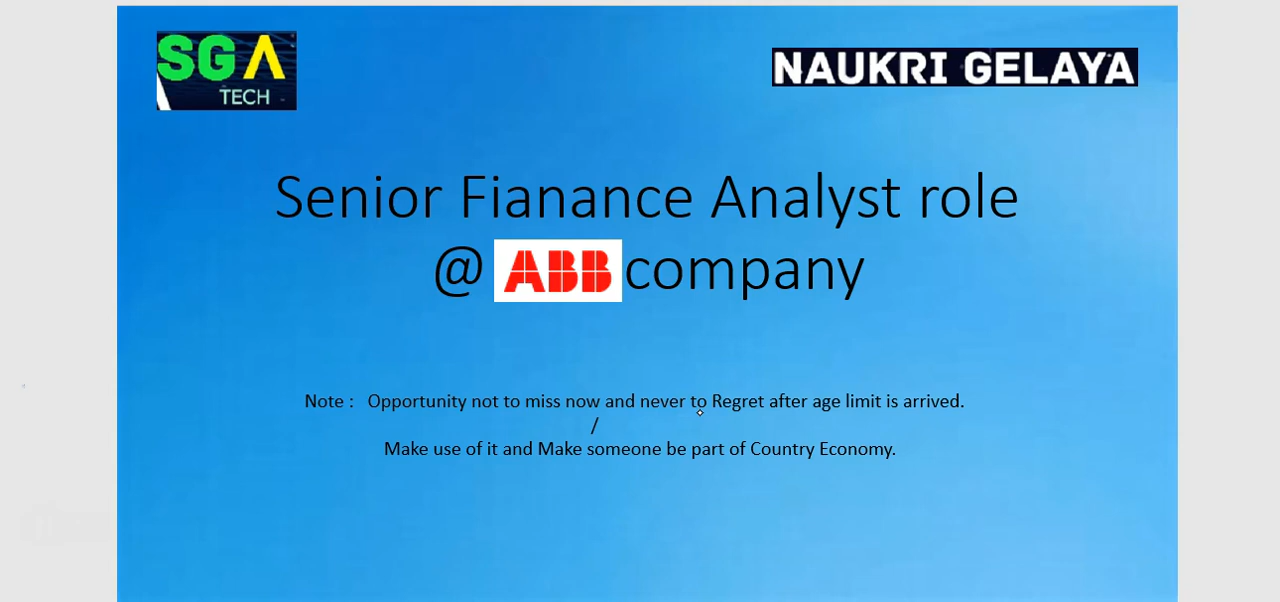 SGA
TECH
NAUKRI GELAYA
Senior Fianance Analyst role
@ ABB company
Note : Opportunity not to miss now and never to Regret after age limit is arrived.
/
Make use of it and Make someone be part of Country Economy.